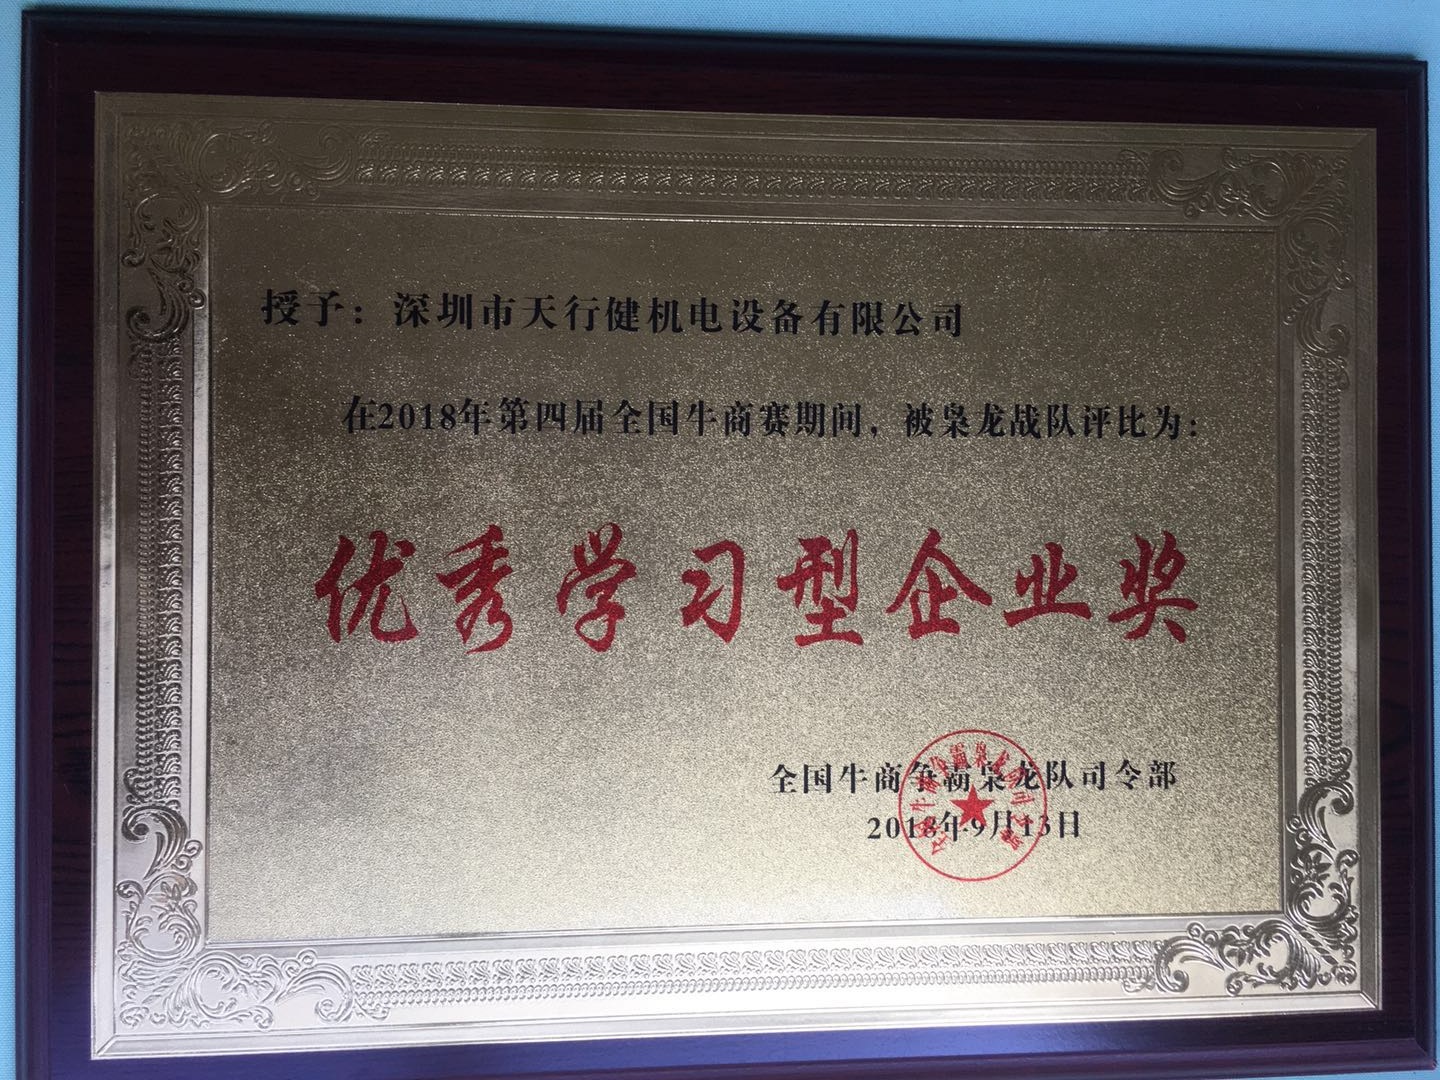 授予：深圳市天行健机电设备有限公司
在2018年第四届全国牛商赛期间，被枭龙战队评比为：
优秀学习型企业奖
全国牛商争霸枭龙队司令部
2018年9月13日